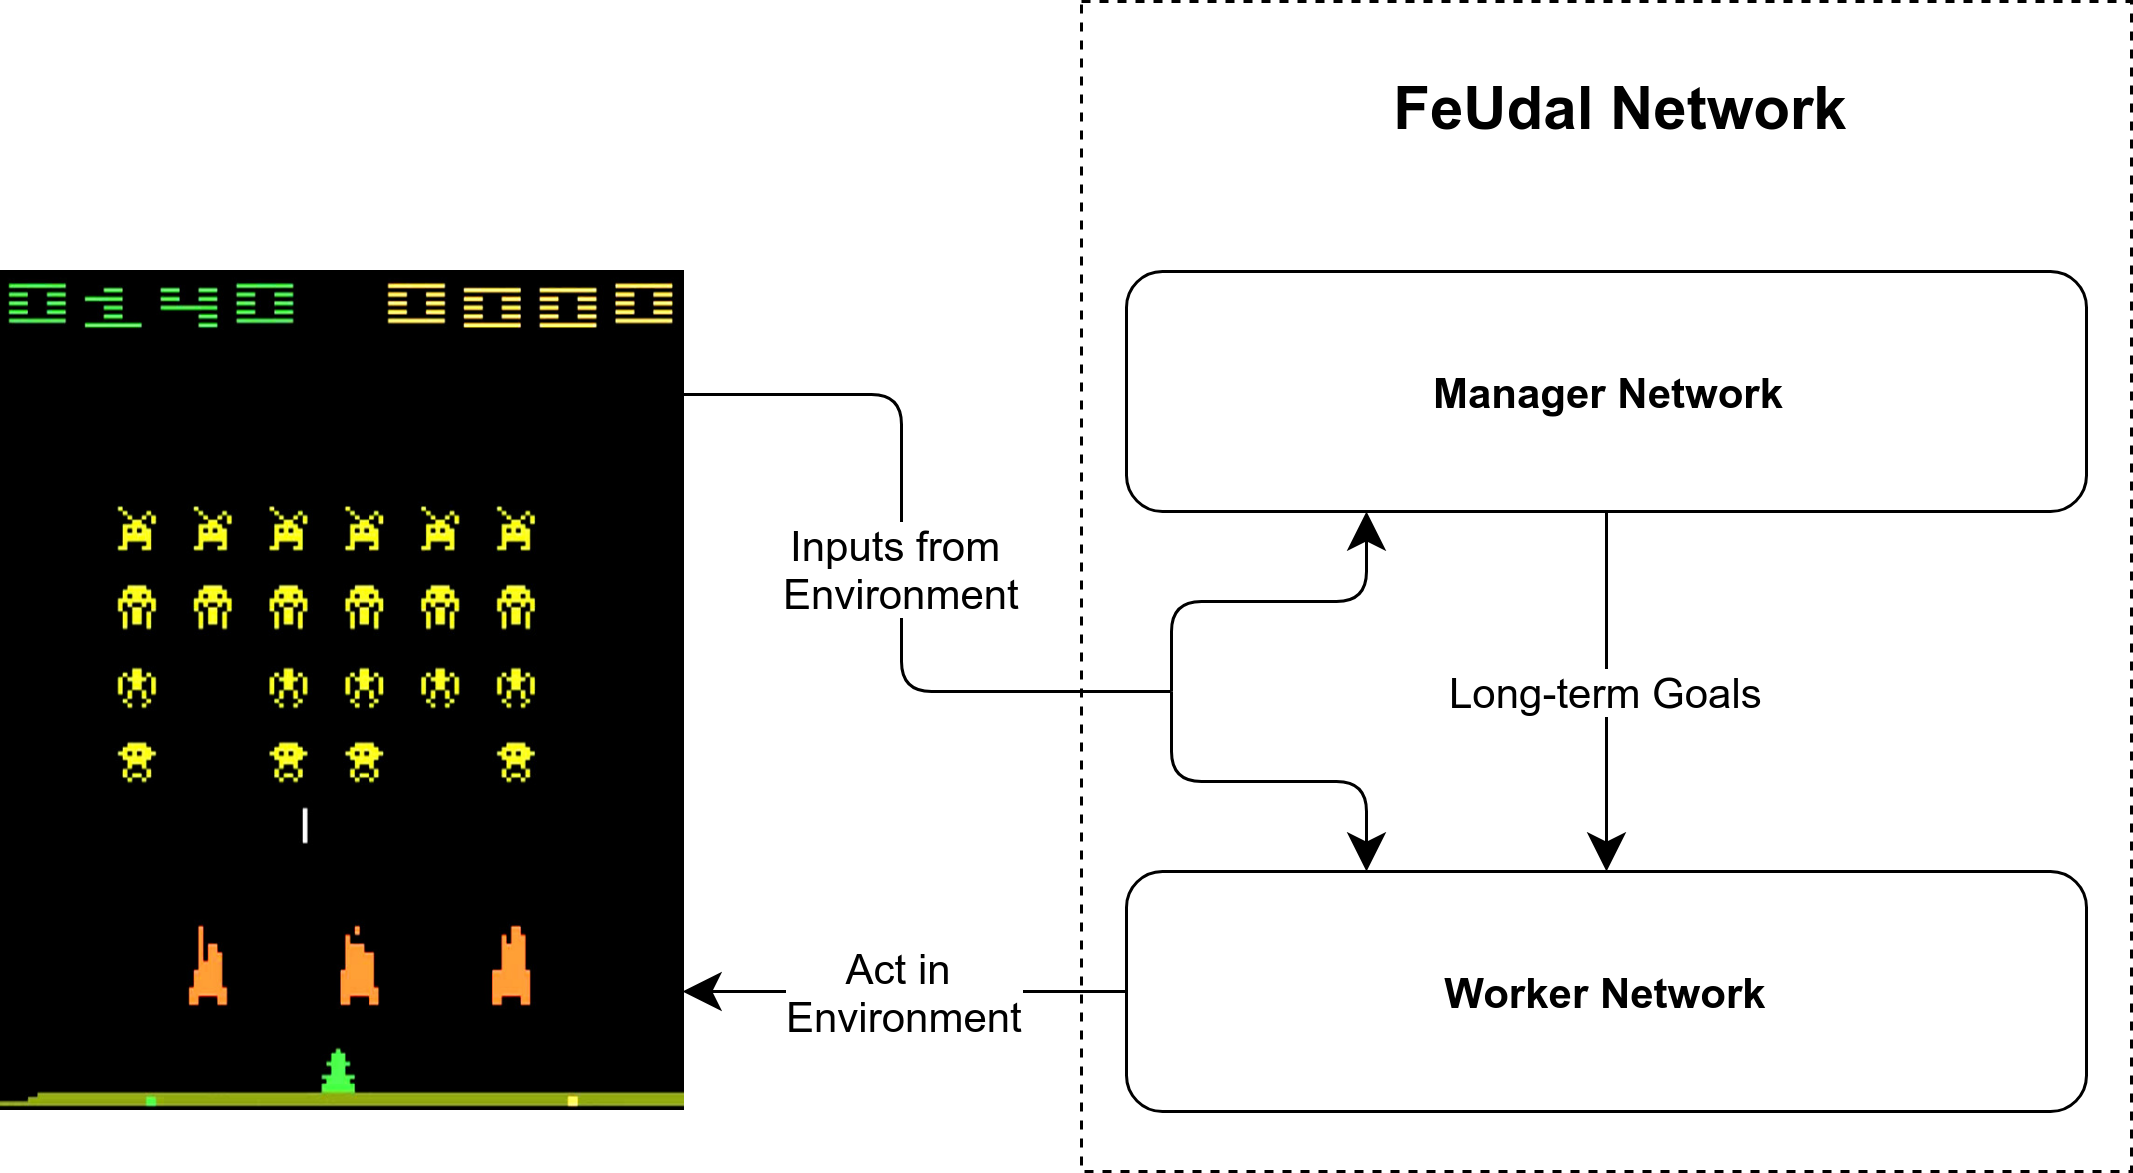 FeUdal Network
0140 0000
Manager Network
Inputs from
Environment
Long-term Goals
Act in
Environment
Worker Network